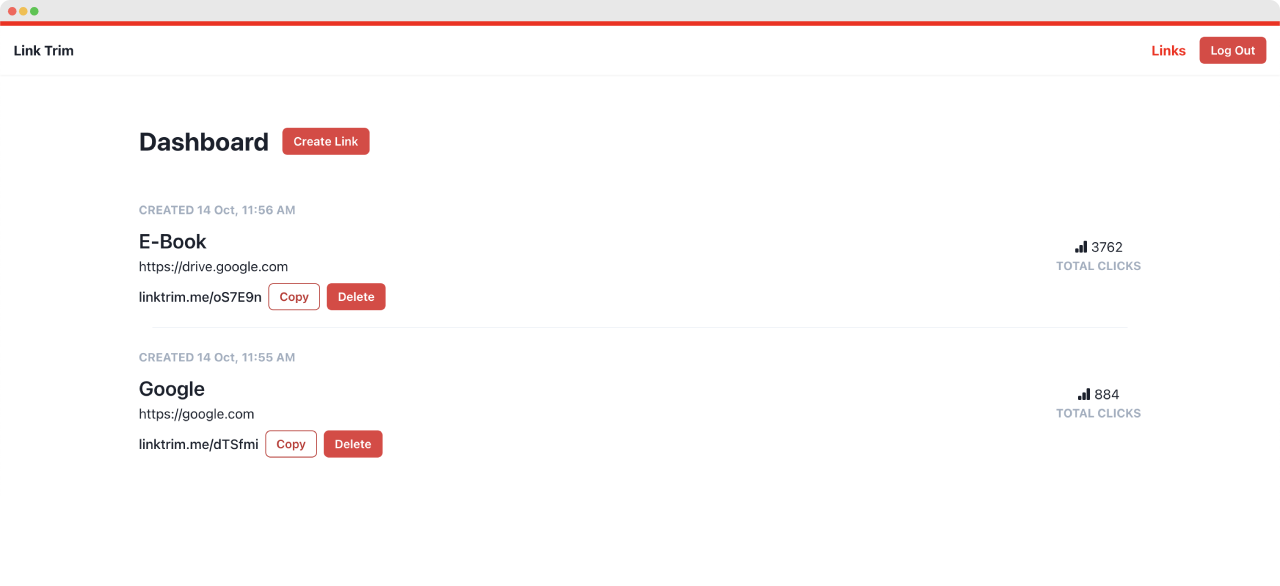 Link Trim
Links
Log Out
Dashboard
Create Link
CREATED 14 Oct, 11:56 AM
E-Book
https://drive.google.com
linktrim.me/oS7E9n
Copy
Delete
3762
TOTAL CLICKS
CREATED 14 Oct, 11:55 AM
Google
https://google.com
linktrim.me/dTSfmi
Copy
Delete
884
TOTAL CLICKS